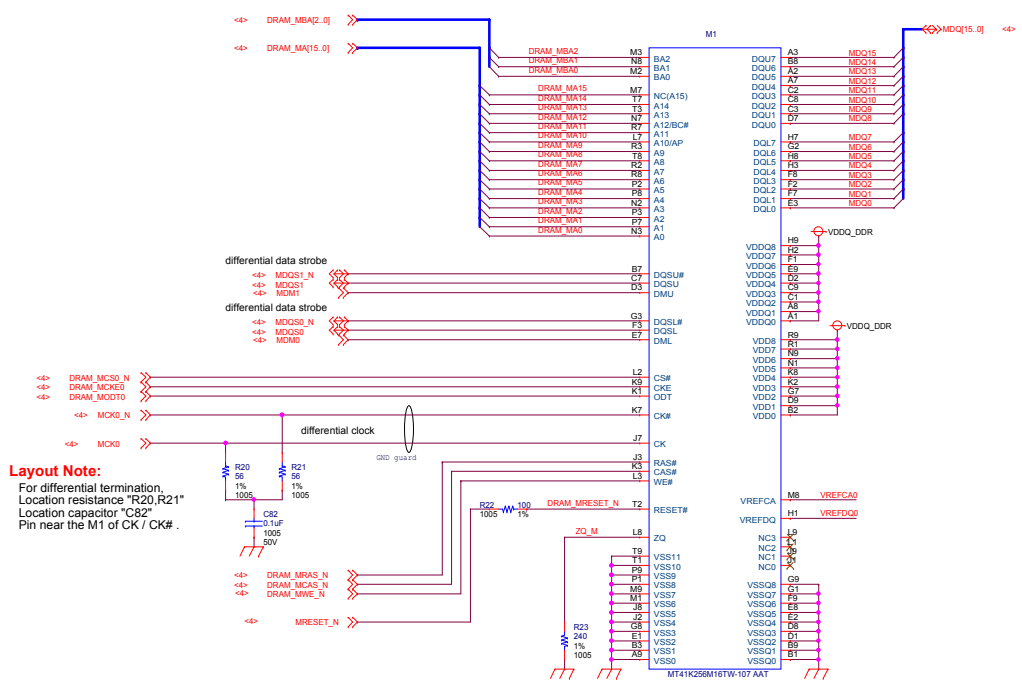 <4> DRAM_MBA[2..0]
<4> DRAM_MA[15..0]
M1
MDQ[15..0] <4>
DRAM_MBA2 M3 BA2
DRAM_MBA1 N8 BA1
DRAM_MBA0 M2 BA0
DRAM_MA15 M7 NC(A15)
DRAM_MA14 T7 A14
DRAM_MA13 T3 A13
DRAM_MA12 N7 A12/BC#
DRAM_MA11 R7 A11
DRAM_MA10 L7 A10/AP
DRAM_MA9 R3 A9
DRAM_MA8 T8 A8
DRAM_MA7 R2 A7
DRAM_MA6 R8 A6
DRAM_MA5 P2 A5
DRAM_MA4 P8 A4
DRAM_MA3 N2 A3
DRAM_MA2 P3 A2
DRAM_MA1 P7 A1
DRAM_MA0 N3 A0
DQU7 A3 MDQ15
DQU6 B8 MDQ14
DQU5 A2 MDQ13
DQU4 A7 MDQ12
DQU3 C2 MDQ11
DQU2 C8 MDQ10
DQU1 C3 MDQ9
DQU0 D7 MDQ8
DQL7 H7 MDQ7
DQL6 G2 MDQ6
DQL5 H8 MDQ5
DQL4 H3 MDQ4
DQL3 F8 MDQ3
DQL2 F2 MDQ2
DQL1 F7 MDQ1
DQL0 E3 MDQ0
VDDQ_DDR
VDDQ8 H9
VDDQ7 H2
VDDQ6 F1
VDDQ5 E9
VDDQ4 D2
VDDQ3 C9
VDDQ2 C1
VDDQ1 A8
VDDQ0 A1
VDDQ_DDR
VDD8 R9
VDD7 R1
VDD6 N9
VDD5 N1
VDD4 K8
VDD3 K2
VDD2 G7
VDD1 D9
VDD0 B2
differential data strobe
<4> MDQS1_N B7 DQSU#
<4> MDQS1 C7 DQSU
<4> MDM1 D3 DMU
differential data strobe
<4> MDQS0_N G3 DQSL#
<4> MDQS0 F3 DQSL
<4> MDM0 E7 DML
<4> DRAM_MCS0_N L2 CS#
<4> DRAM_MCKE0 K9 CKE
<4> DRAM_MODT0 K1 ODT
<4> MCK0_N K7 CK#
differential clock
<4> MCK0 J7 CK
GND guard
Layout Note:
For differential termination,
Location resistance "R20,R21"
Location capacitor "C82"
Pin near the M1 of CK / CK# .
R20
56
1%
1005
R21
56
1%
1005
C82
0.1uF
1005
50V
J3 RAS#
K3 CAS#
L3 WE#
R22 100
1005 1%
DRAM_MRESET_N T2 RESET#
ZQ_M L8 ZQ
<4> DRAM_MRAS_N
<4> DRAM_MCAS_N
<4> DRAM_MWE_N
<4> MRESET_N
R23
240
1%
1005
T9 VSS11
T1 VSS10
P9 VSS9
P1 VSS8
M9 VSS7
M1 VSS6
J8 VSS5
J2 VSS4
G8 VSS3
E1 VSS2
B3 VSS1
A9 VSS0
VREFCA M8 VREFCA0
VREFDQ H1 VREFDQ0
NC3 L9
NC2 L1
NC1 J9
NC0 J1
VSSQ8 G9
VSSQ7 G1
VSSQ6 F9
VSSQ5 E8
VSSQ4 E2
VSSQ3 D8
VSSQ2 D1
VSSQ1 B9
VSSQ0 B1
MT41K256M16TW-107 AAT